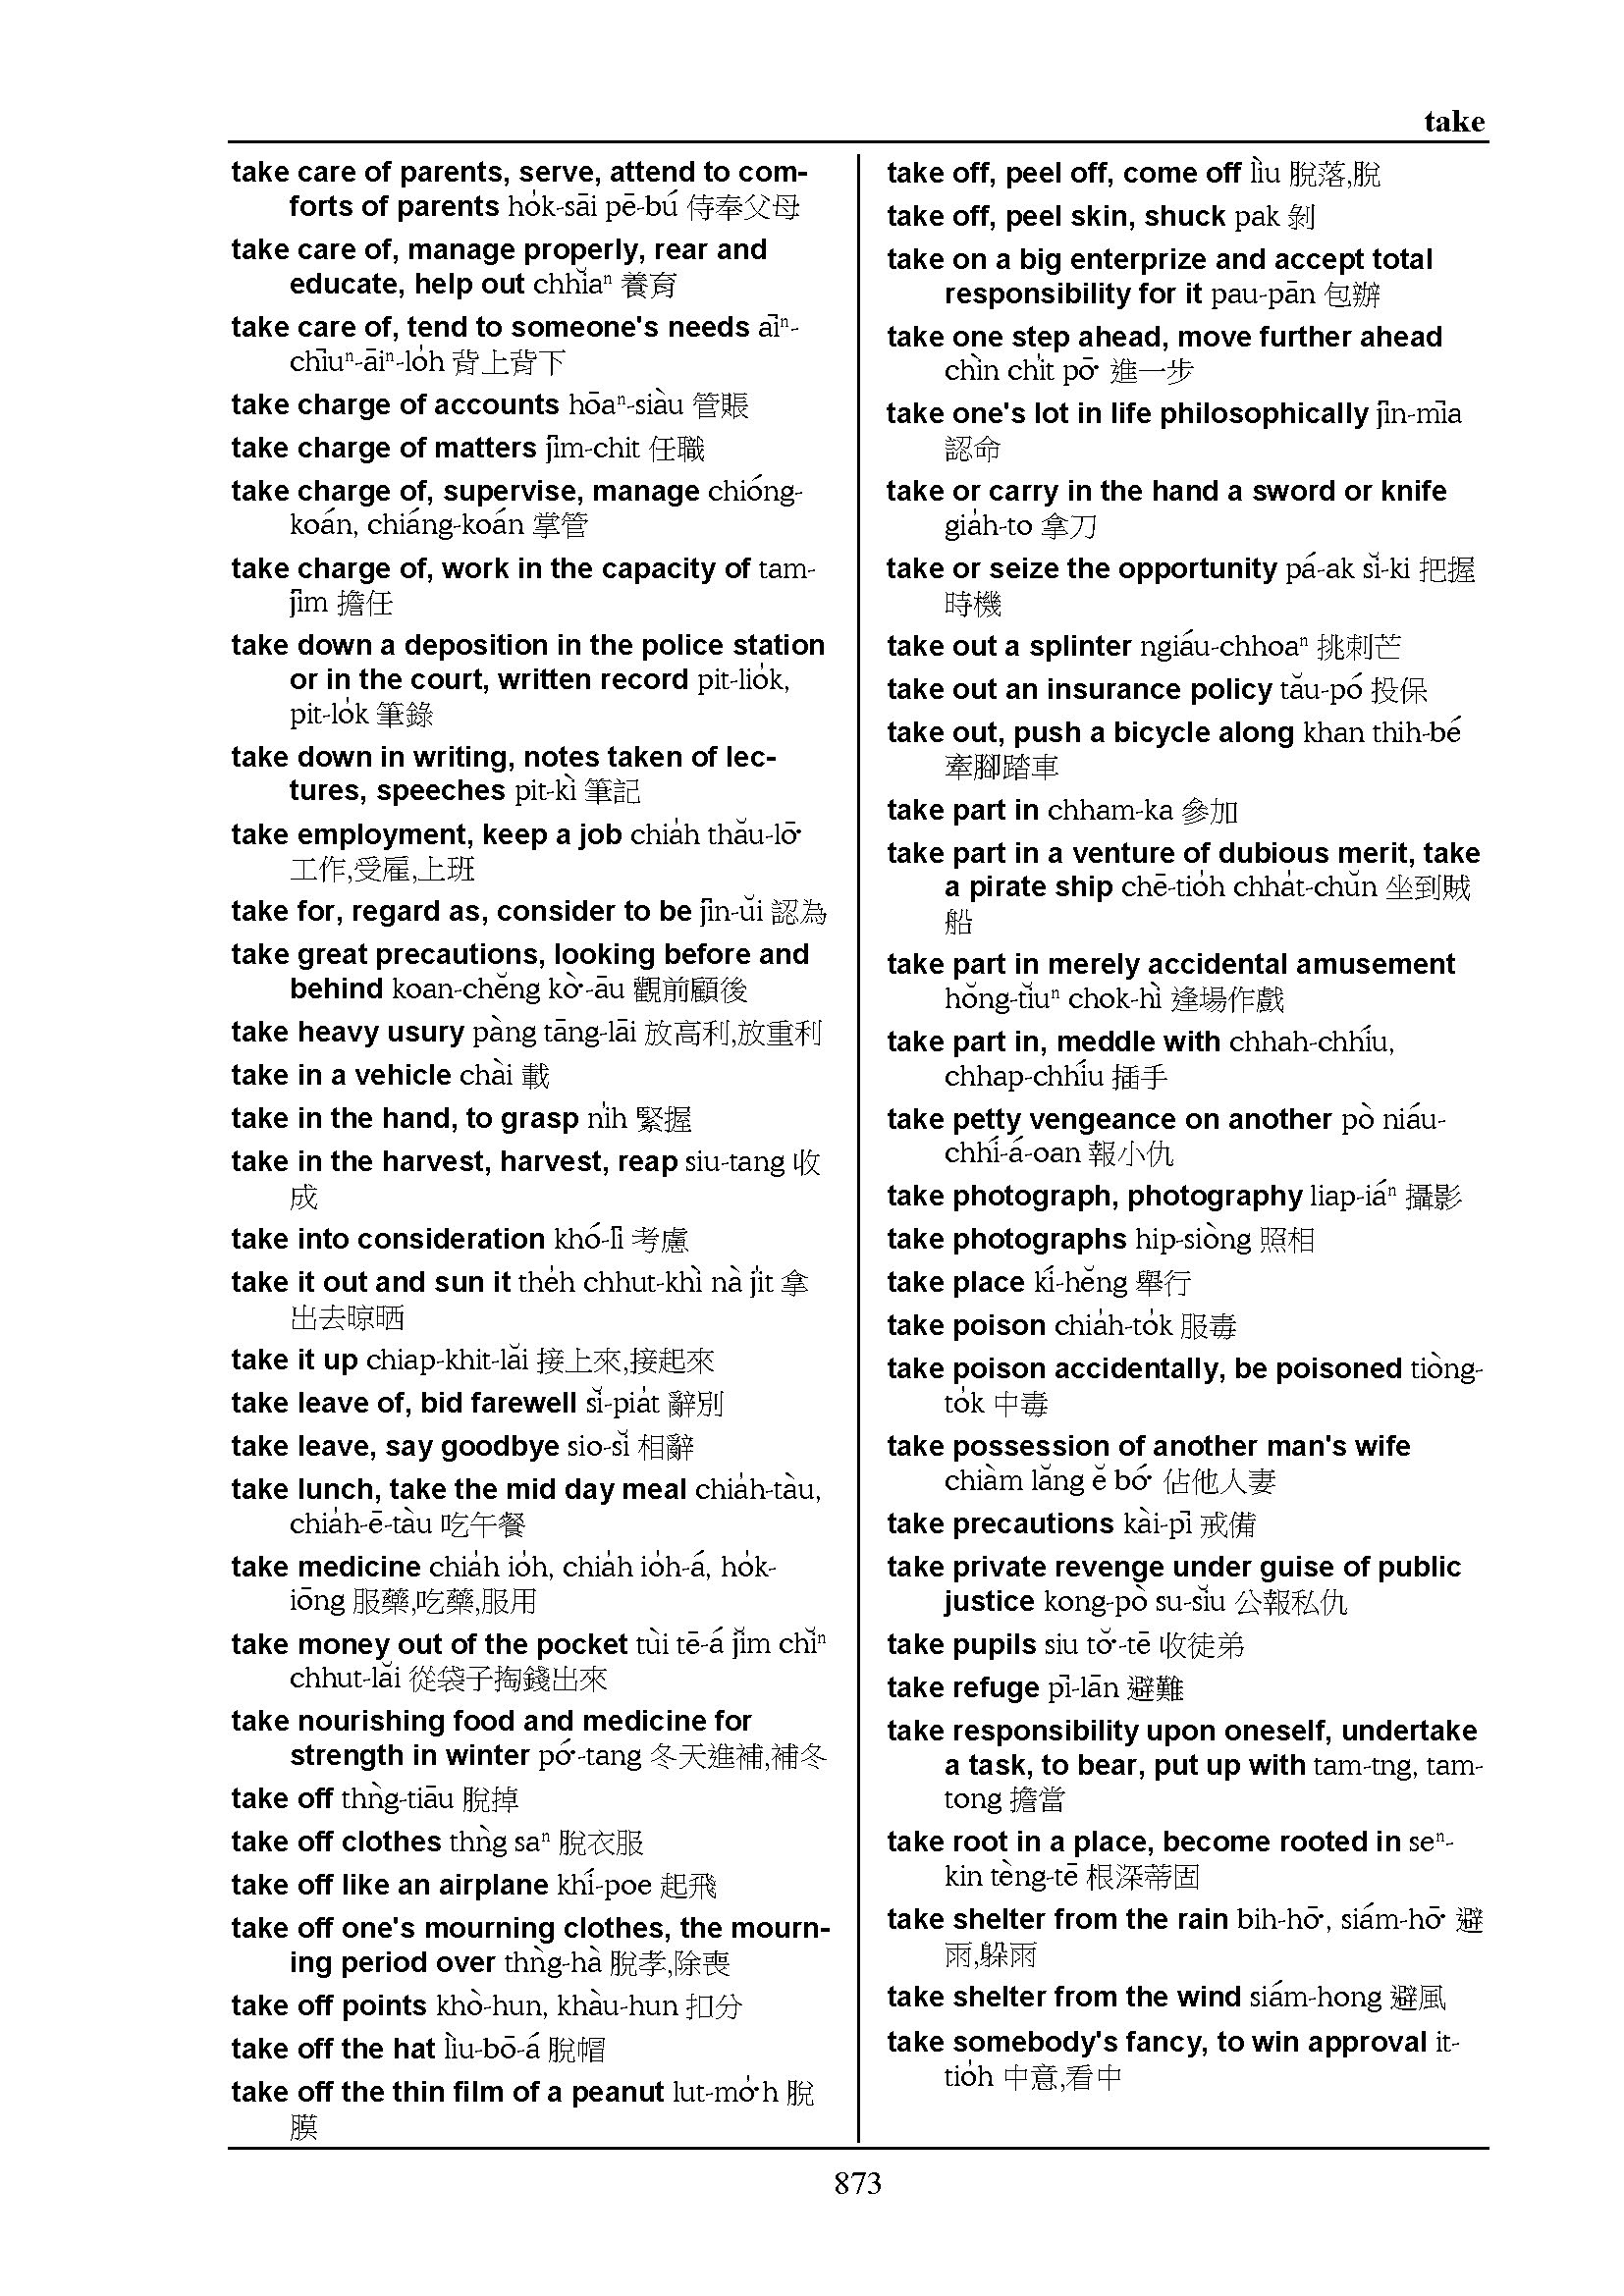 take
take care of parents, serve, attend to com-
forts of parents ho̍k-sāi pē-bú 侍奉父母
take care of, manage properly, rear and
educate, help out chhĭaⁿ 養育
take care of, tend to someone's needs aīⁿ-
chīuⁿ-āiⁿ-lo̍h 背上背下
take charge of accounts hōaⁿ-siàu 管賬
take charge of matters jīm-chit 任職
take charge of, supervise, manage chióng-
koán, chiáng-koán 掌管
take charge of, work in the capacity of tam-
jīm 擔任
take down a deposition in the police station
or in the court, written record pit-lio̍k,
pit-lo̍k 筆錄
take down in writing, notes taken of lec-
tures, speeches pit-kì 筆記
take employment, keep a job chia̍h thău-lō͘
工作,受雇,上班
take for, regard as, consider to be jīn-ŭi 認為
take great precautions, looking before and
behind koan-chĕng kò͘-āu 觀前顧後
take heavy usury pàng tāng-lāi 放高利,放重利
take in a vehicle chài 載
take in the hand, to grasp ni̍h 緊握
take in the harvest, harvest, reap siu-tang 收
成
take into consideration khó-lī 考慮
take it out and sun it the̍h chhut-khì nà ji̍t 拿
出去晾晒
take it up chiap-khit-lăi 接上來,接起來
take leave of, bid farewell sĭ-pia̍t 辭別
take leave, say goodbye sio-sĭ 相辭
take lunch, take the mid day meal chia̍h-tàu,
chia̍h-ē-tàu 吃午餐
take medicine chia̍h io̍h, chia̍h io̍h-á, ho̍k-
iōng 服藥,吃藥,服用
take money out of the pocket tùi tē-á jĭm chĭⁿ
chhut-lăi 從袋子掏錢出來
take nourishing food and medicine for
strength in winter pó͘-tang 冬天進補,補冬
take off thǹg-tiāu 脫掉
take off clothes thǹg saⁿ 脫衣服
take off like an airplane khí-poe 起飛
take off one's mourning clothes, the mourn-
ing period over thǹg-hà 脫孝,除喪
take off points khò-hun, khàu-hun 扣分
take off the hat lìu-bō-á 脫帽
take off the thin film of a peanut lut-mo̍͘h 脫
膜
take off, peel off, come off lìu 脫落,脫
take off, peel skin, shuck pak 剝
take on a big enterprize and accept total
responsibility for it pau-pān 包辦
take one step ahead, move further ahead
chìn chi̍t pō͘ 進一步
take one's lot in life philosophically jīn-mīa
認命
take or carry in the hand a sword or knife
gia̍h-to 拿刀
take or seize the opportunity pá-ak sĭ-ki 把握
時機
take out a splinter ngiáu-chhoaⁿ 挑刺芒
take out an insurance policy tău-pó 投保
take out, push a bicycle along khan thih-bé
牽腳踏車
take part in chham-ka 參加
take part in a venture of dubious merit, take
a pirate ship chē-tio̍h chha̍t-chŭn 坐到賊
船
take part in merely accidental amusement
hŏng-tĭuⁿ chok-hì 逢場作戲
take part in, meddle with chhah-chhíu,
chhap-chhíu 插手
take petty vengeance on another pò niáu-
chhí-á-oan 報小仇
take photograph, photography liap-iáⁿ 攝影
take photographs hip-siòng 照相
take place kí-hĕng 舉行
take poison chia̍h-to̍k 服毒
take poison accidentally, be poisoned tiòng-
to̍k 中毒
take possession of another man's wife
chiàm lăng ĕ bó͘ 佔他人妻
take precautions kài-pī 戒備
take private revenge under guise of public
justice kong-pò su-sĭu 公報私仇
take pupils siu tŏ͘-tē 收徒弟
take refuge pī-lān 避難
take responsibility upon oneself, undertake
a task, to bear, put up with tam-tng, tam-
tong 擔當
take root in a place, become rooted in seⁿ-
kin tèng-tē 根深蒂固
take shelter from the rain bih-hō͘, siám-hō͘ 避
雨,躲雨
take shelter from the wind siám-hong 避風
take somebody's fancy, to win approval it-
tio̍h 中意,看中
873